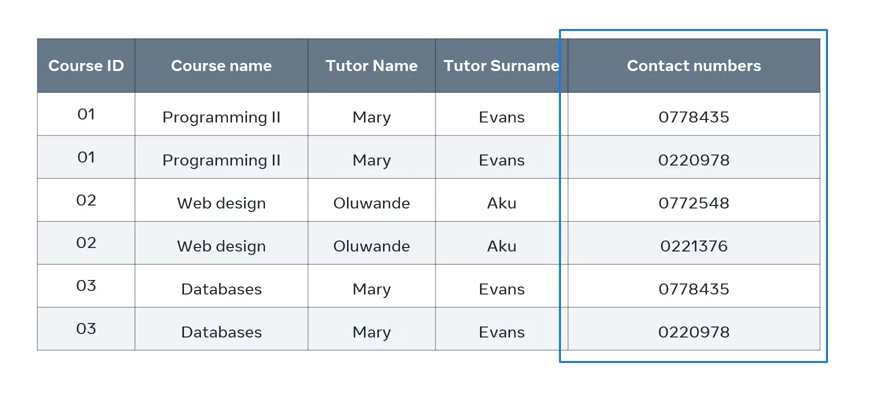 Course ID Course name Tutor Name Tutor Surname Contact numbers
01 Programming II Mary Evans 0778435
01 Programming II Mary Evans 0220978
02 Web design Oluwande Aku 0772548
02 Web design Oluwande Aku 0221376
03 Databases Mary Evans 0778435
03 Databases Mary Evans 0220978